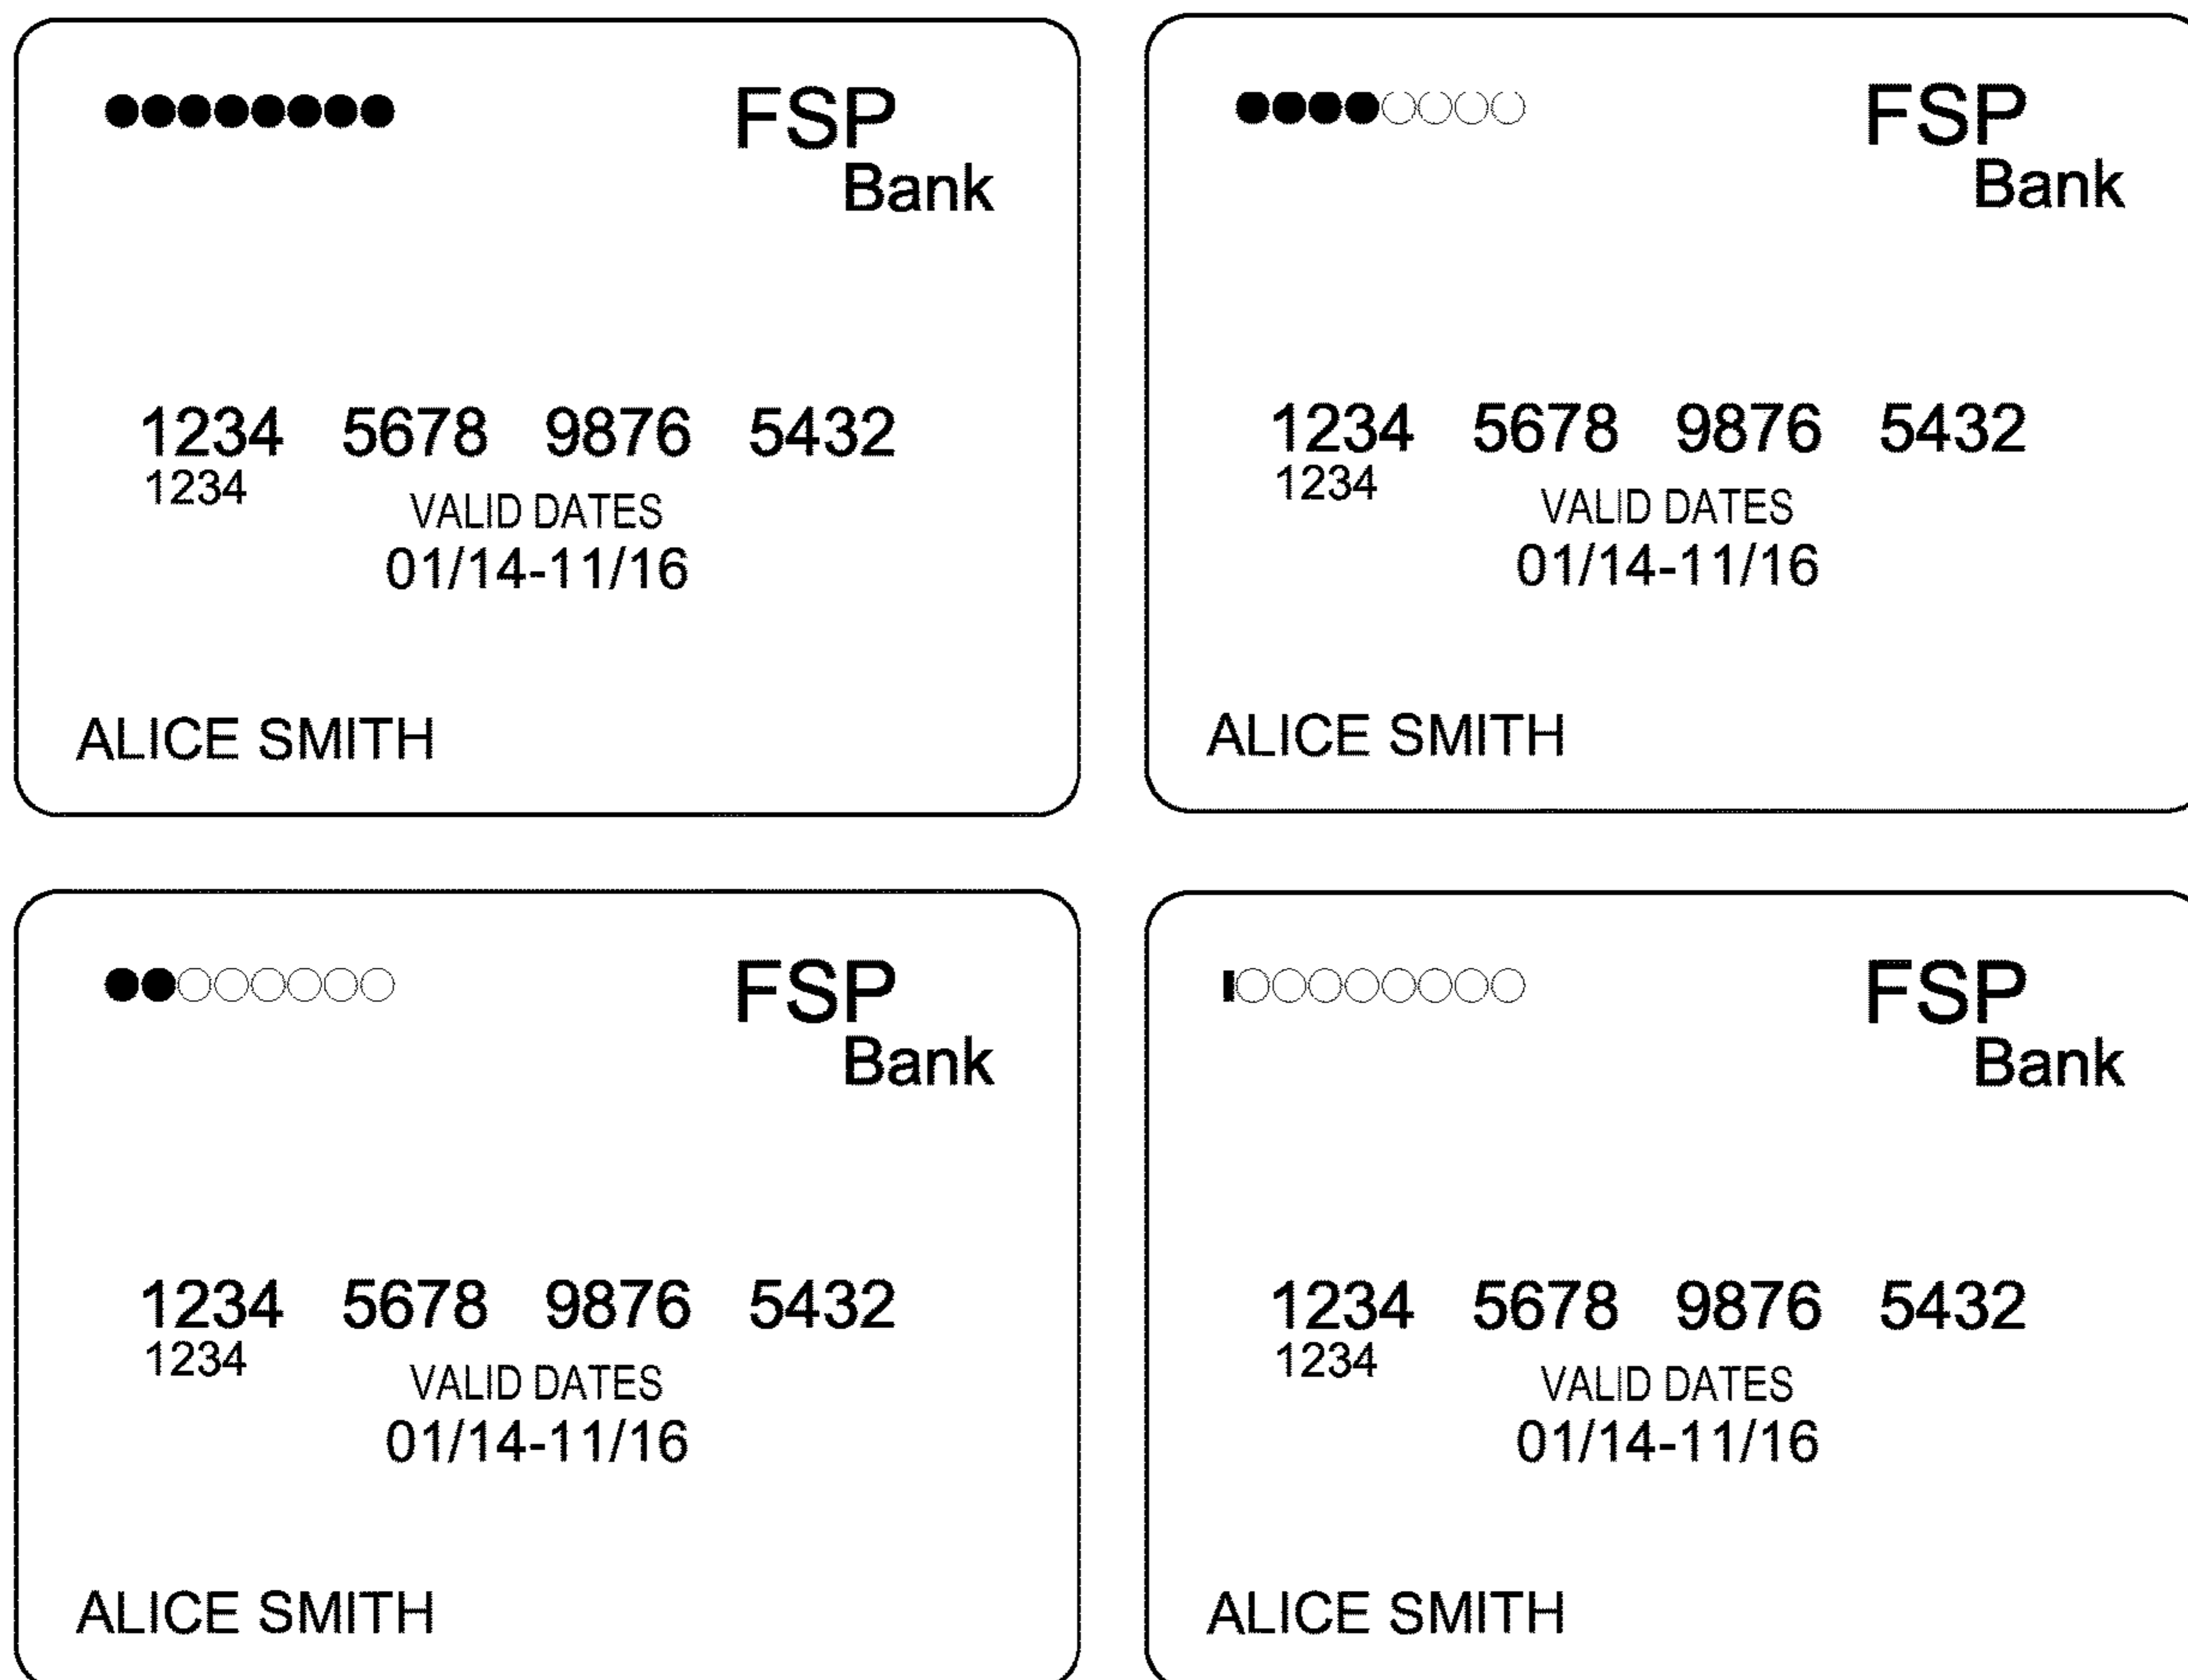 FSP
Bank
1234 5678 9876 5432
1234
VALID DATES
01/14-11/16
ALICE SMITH
FSP
Bank
1234 5678 9876 5432
1234
VALID DATES
01/14-11/16
ALICE SMITH
FSP
Bank
1234 5678 9876 5432
1234
VALID DATES
01/14-11/16
ALICE SMITH
FSP
Bank
1234 5678 9876 5432
1234
VALID DATES
01/14-11/16
ALICE SMITH